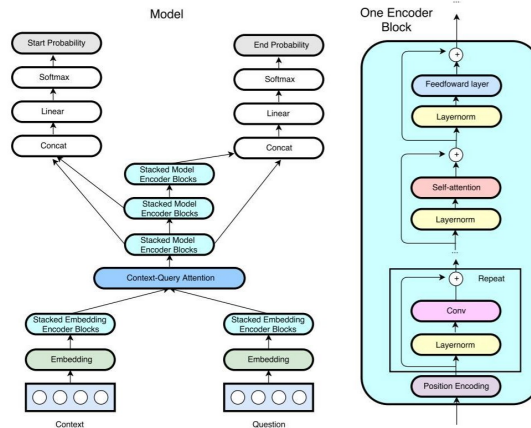 Model
Start Probability
Softmax
Linear
Concat
End Probability
Softmax
Linear
Concat
Stacked Model
Encoder Blocks
Stacked Model
Encoder Blocks
Stacked Model
Encoder Blocks
Context-Query Attention
Stacked Embedding
Encoder Blocks
Stacked Embedding
Encoder Blocks
Embedding
Embedding
Context
Question
One Encoder
Block
...
+
Feedfoward layer
Layernorm
+
Self-attention
Layernorm
...
+
Repeat
Conv
Layernorm
Position Encoding